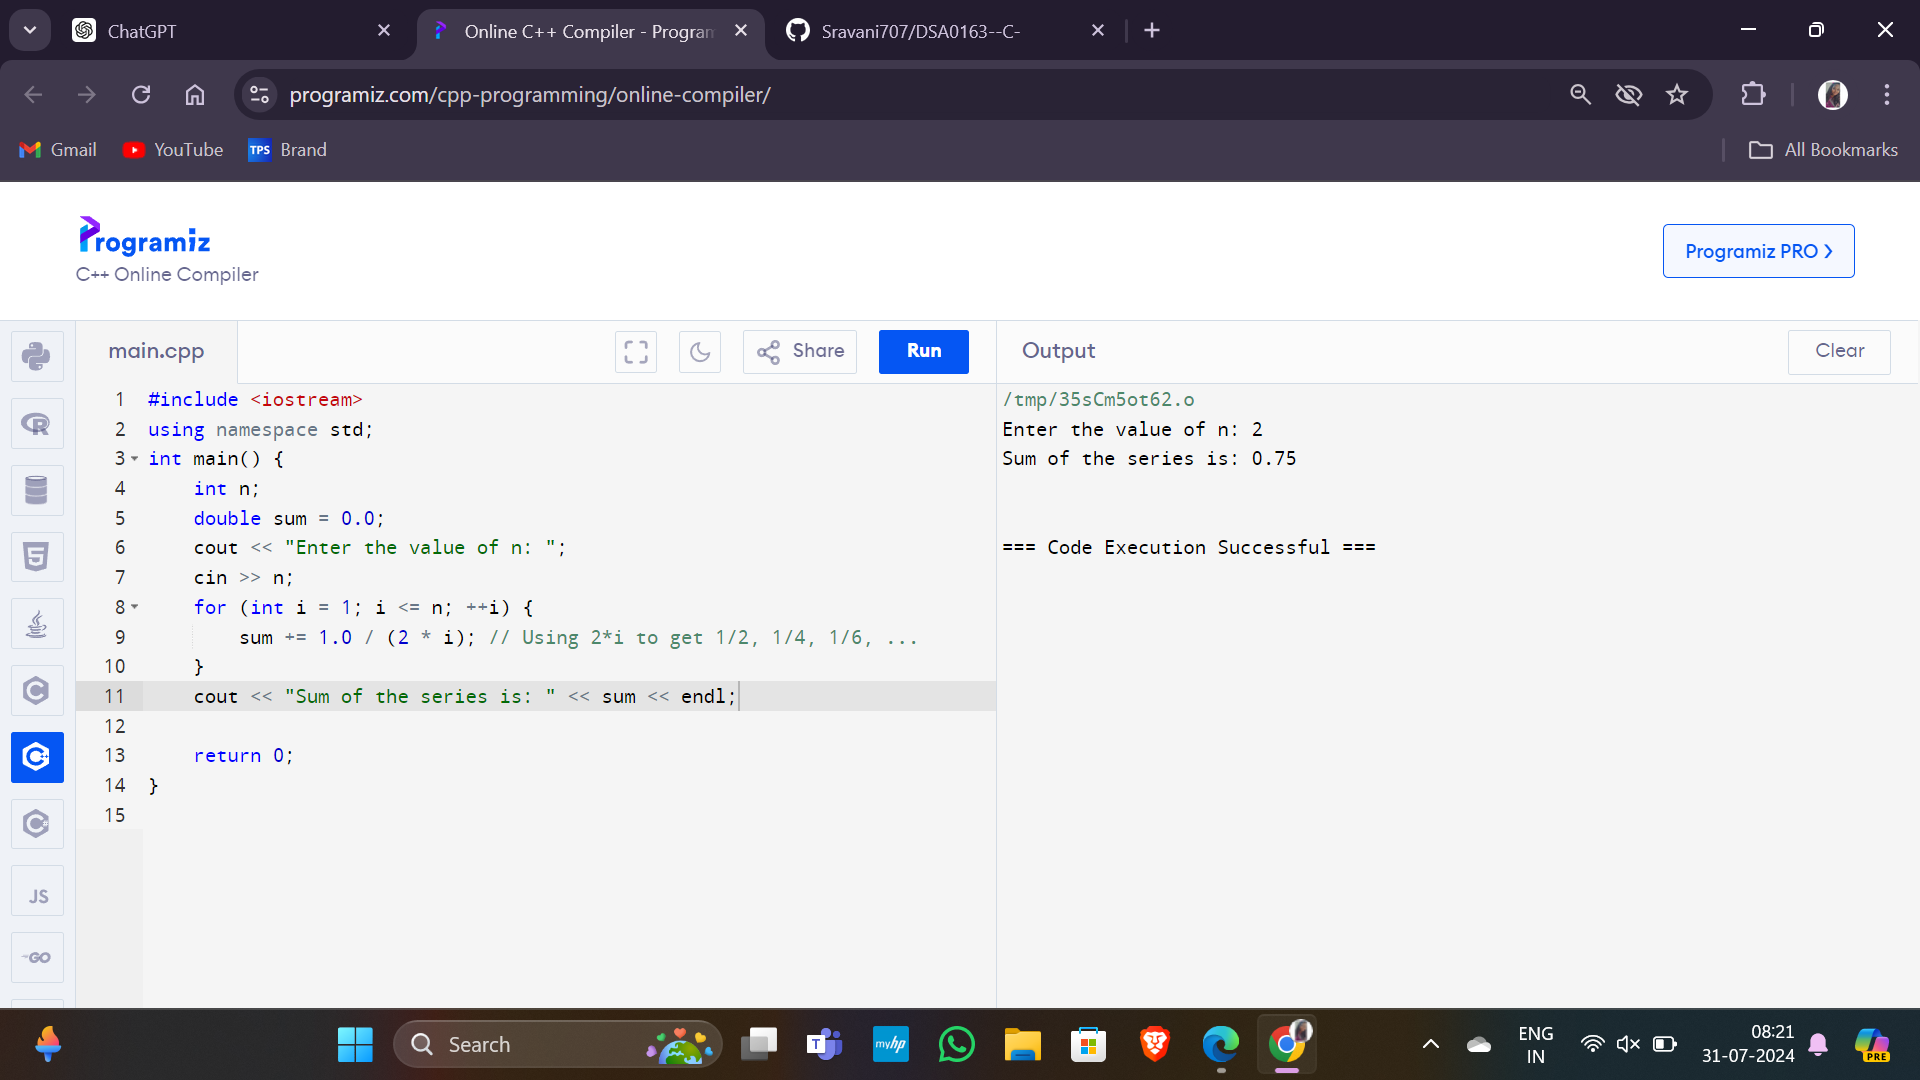 ChatGPT
Online C++ Compiler - Program
Sravani707/DSA0163--C-
programiz.com/cpp-programming/online-compiler/
Gmail
YouTube
TPS
Brand
All Bookmarks
Programiz
C++ Online Compiler
Programiz PRO
main.cpp
Share
Run
Output
Clear
1 #include <iostream>
2 using namespace std;
3 int main() {
4 int n;
5 double sum = 0.0;
6 cout << "Enter the value of n: ";
7 cin >> n;
8 for (int i = 1; i <= n; ++i) {
9 sum += 1.0 / (2 * i); // Using 2*i to get 1/2, 1/4, 1/6, ...
10 }
11 cout << "Sum of the series is: " << sum << endl;
12
13 return 0;
14 }
15
/tmp/35sCm5ot62.o
Enter the value of n: 2
Sum of the series is: 0.75
=== Code Execution Successful ===
R
5
C
C++
C#
JS
GO
Search
T
myhp
ENG
IN
08:21
31-07-2024
PRE